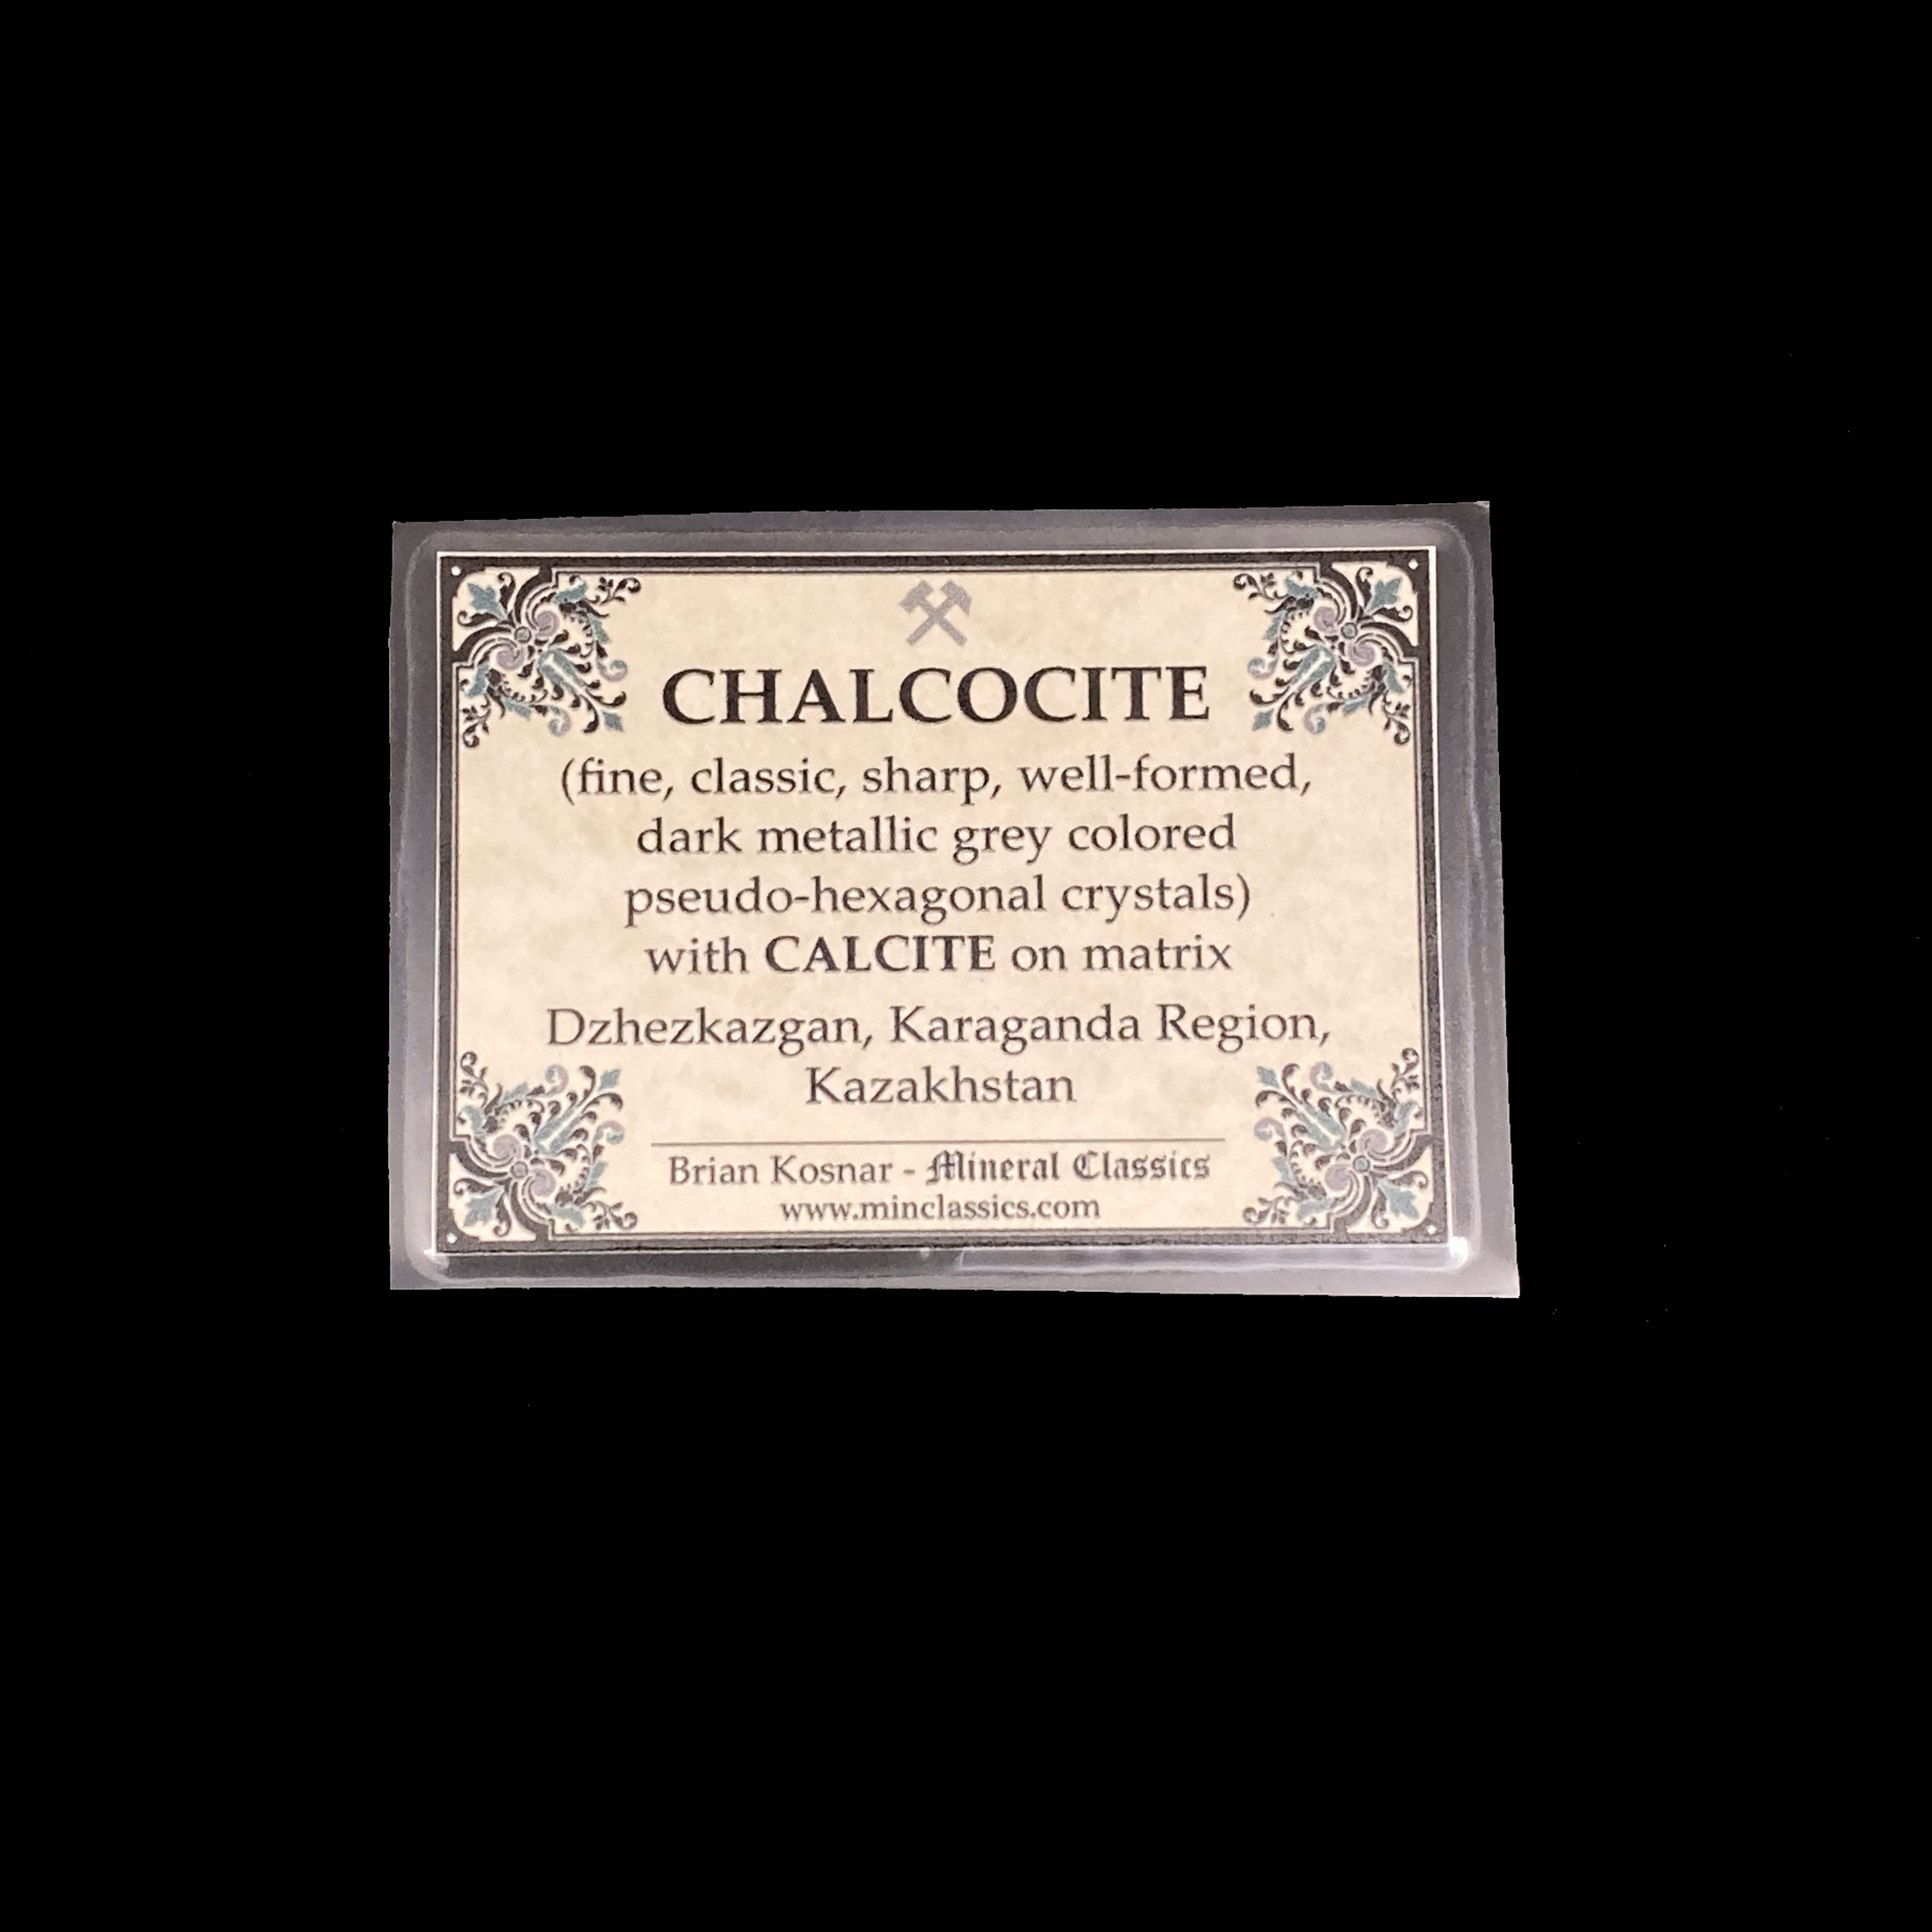 CHALCOCITE
(fine, classic, sharp, well-formed,
dark metallic grey colored
pseudo-hexagonal crystals)
with CALCITE on matrix
Dzhezkazgan, Karaganda Region,
Kazakhstan
Brian Kosnar - Mineral Classics
www.minclassics.com